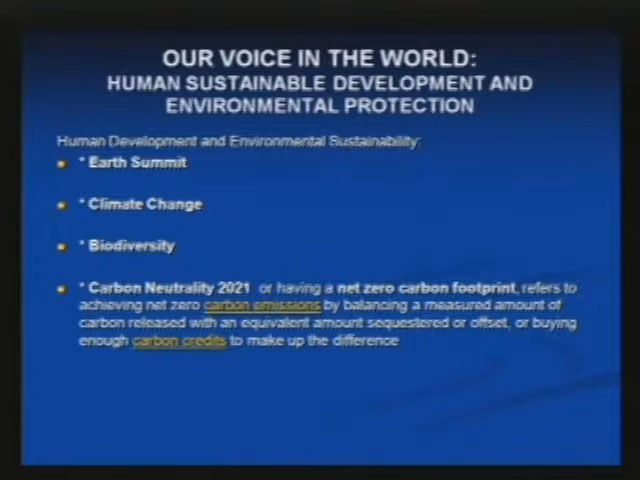 OUR VOICE IN THE WORLD:
HUMAN SUSTAINABLE DEVELOPMENT AND
ENVIRONMENTAL PROTECTION
Human Development and Environmental Sustainability:
* Earth Summit
* Climate Change
* Biodiversity
* Carbon Neutrality 2021 or having a net zero carbon footprint, refers to
achieving net zero carbon emissions by balancing a measured amount of
carbon released with an equivalent amount sequestered or offset, or buying
enough carbon credits to make up the difference